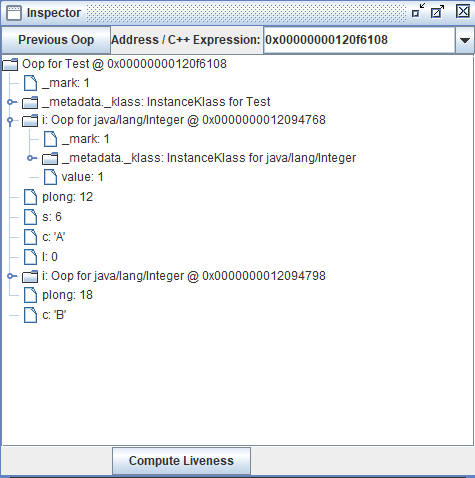 Inspector
Previous Oop Address / C++ Expression: 0x00000000120f6108
Oop for Test @ 0x00000000120f6108
_mark: 1
_metadata._klass: InstanceKlass for Test
i: Oop for java/lang/Integer @ 0x0000000012094768
_mark: 1
_metadata._klass: InstanceKlass for java/lang/Integer
value: 1
plong: 12
s: 6
c: 'A'
l: 0
i: Oop for java/lang/Integer @ 0x0000000012094798
plong: 18
c: 'B'
Compute Liveness